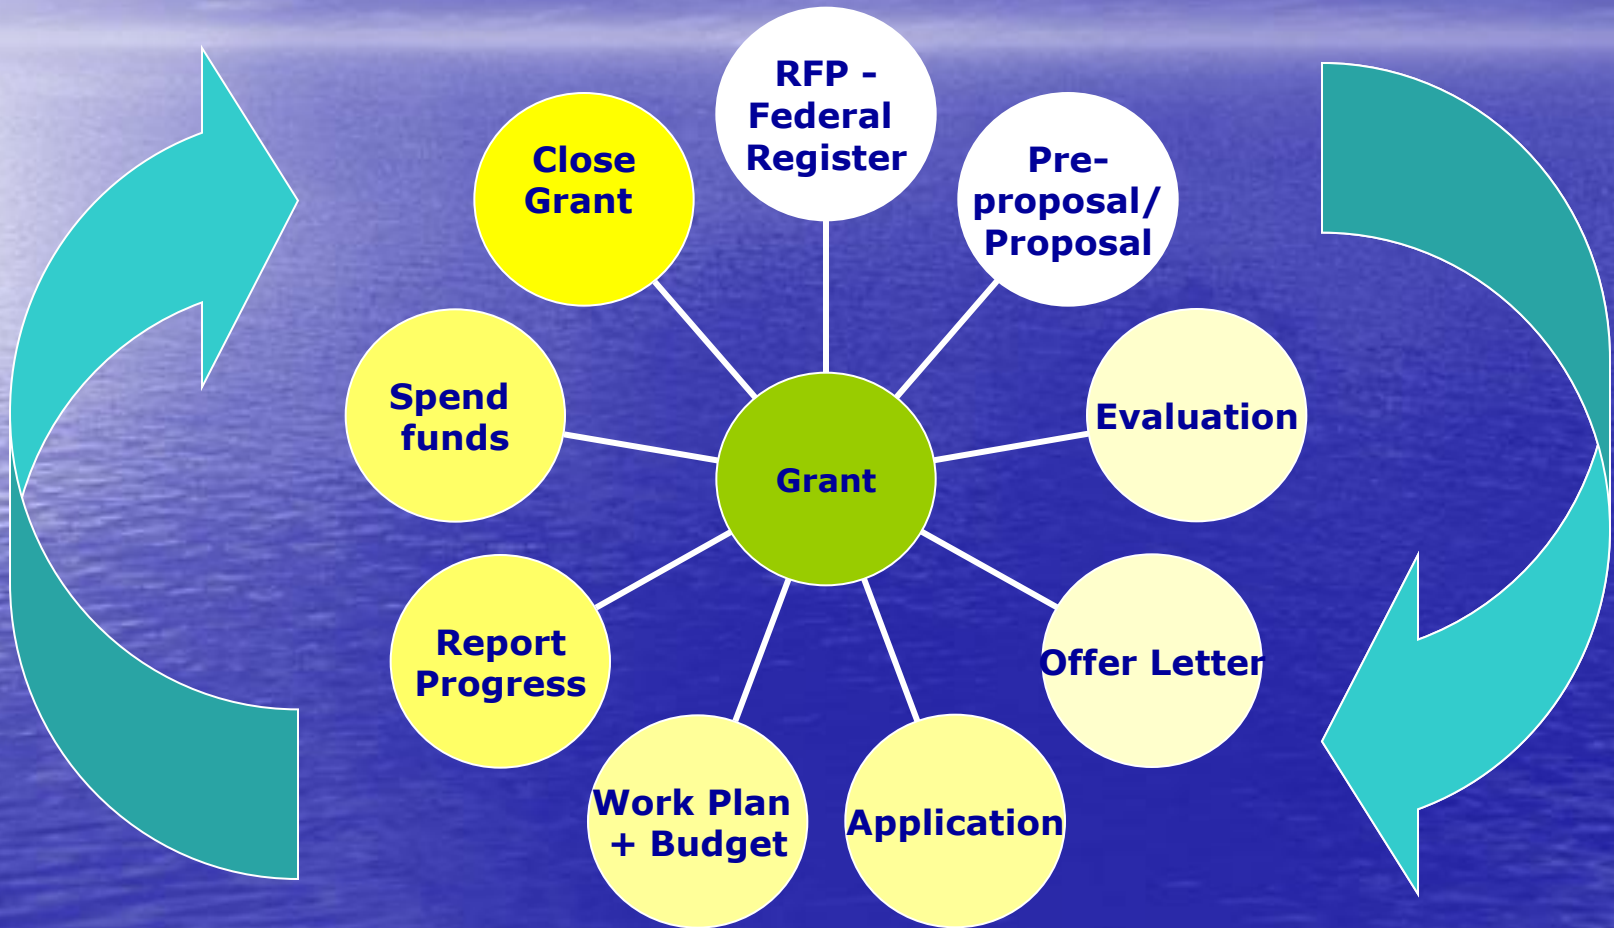 RFP –
Federal
Register
Pre-
proposal/
Proposal
Evaluation
Offer Letter
Application
Work Plan
+ Budget
Report
Progress
Spend
funds
Close
Grant
Grant